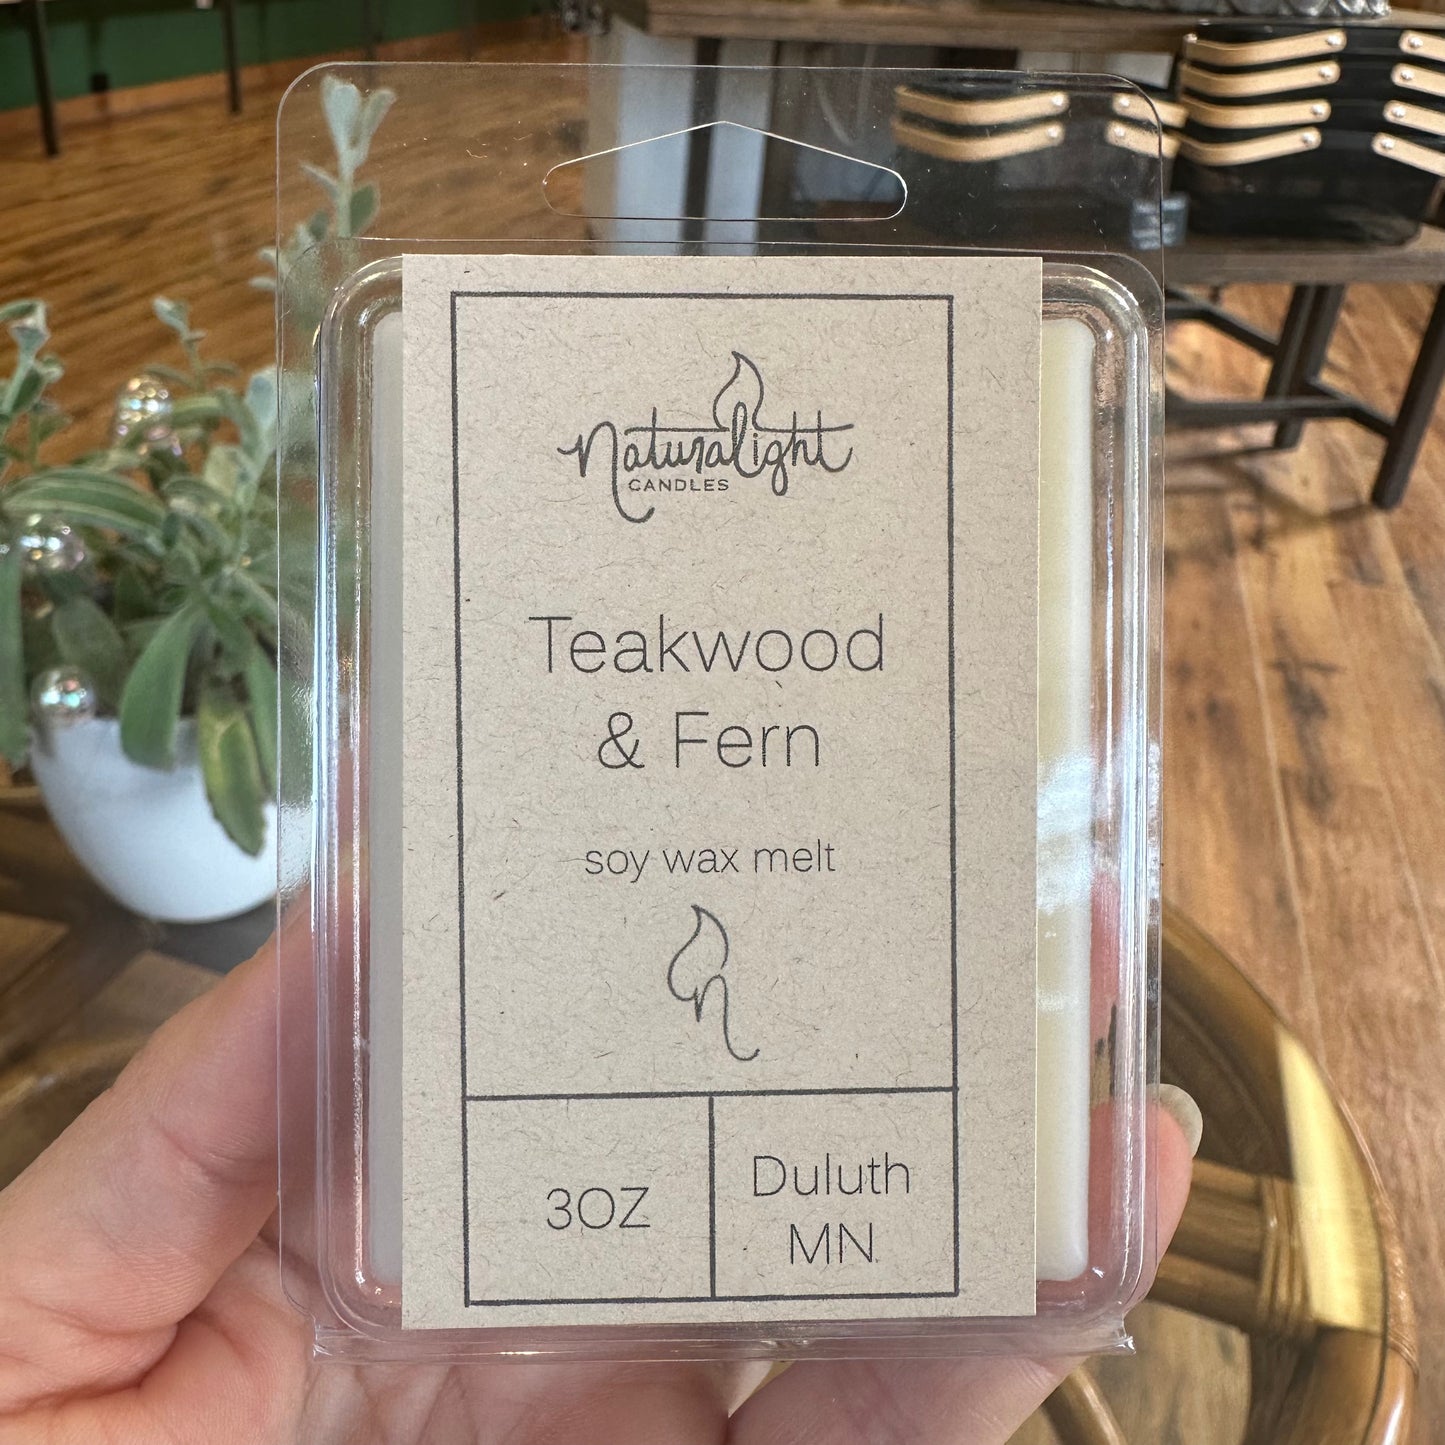 Naturalight
CANDLES
Teakwood
& Fern
soy wax melt
n
3OZ
Duluth
MN